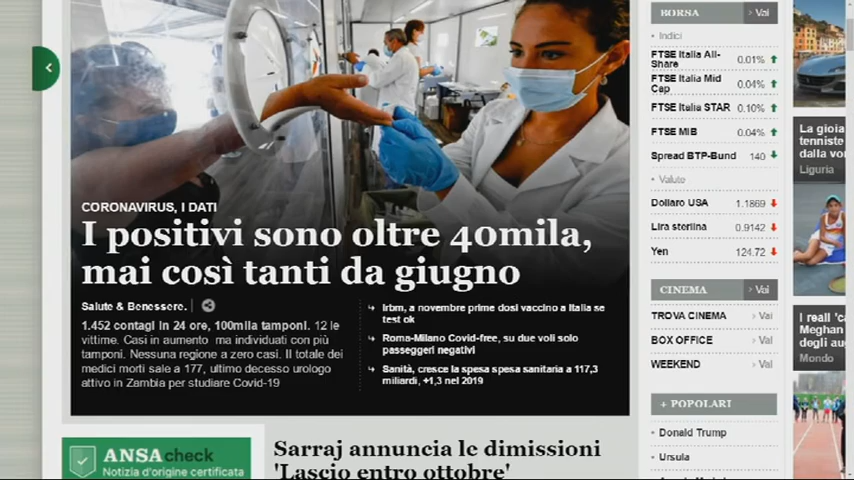 CORONAVIRUS, I DATI
I positivi sono oltre 40mila,
mai così tanti da giugno
Salute & Benessere.
1.452 contagi in 24 ore, 100mila tamponi. 12 le
vittime. Casi in aumento ma individuati con più
tamponi. Nessuna regione a zero casi. Il totale dei
medici morti sale a 177, ultimo decesso urologo
attivo in Zambia per studiare Covid-19
Irbm, a novembre prime dosi vaccino a Italia se
test ok
Roma-Milano Covid-free, su due voli solo
passeggeri negativi
Sanità, cresce la spesa spesa sanitaria a 117,3
miliardi, +1,3 nel 2019
ANSAcheck
Notizia d'origine certificata
Sarraj annuncia le dimissioni
'Lascio entro ottobre'
BORSA
Vai
Indici
FTSE Italia All-
Share 0.01%
FTSE Italia Mid
Cap 0.04%
FTSE Italia STAR 0.10%
FTSE MIB 0.04%
Spread BTP-Bund 140
Valute
Dollaro USA 1.1869
Lira sterlina 0.9142
Yen 124.72
CINEMA
Vai
TROVA CINEMA Vai
BOX OFFICE Vai
WEEKEND Vai
+ POPOLARI
Donald Trump
Ursula
La gioia
tenniste
dalla
Liguria
I reali
Meghan
degli
Mondo